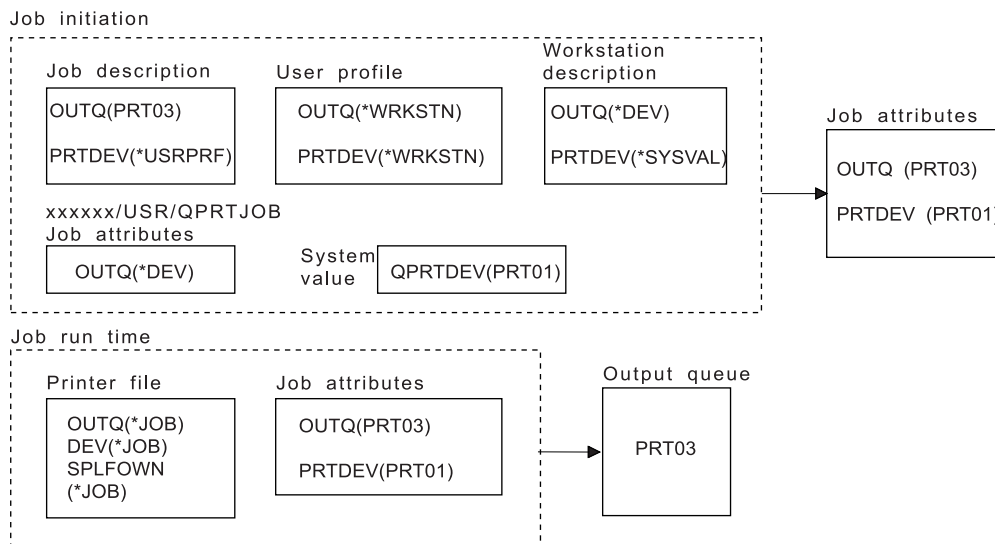 Job initiation
Job description
OUTQ(PRT03)
PRTDEV(*USRPRF)
User profile
OUTQ(*WRKSTN)
PRTDEV(*WRKSTN)
Workstation
description
OUTQ(*DEV)
PRTDEV(*SYSVAL)
Job attributes
OUTQ (PRT03)
PRTDEV (PRT01)
xxxxxx/USR/QPRTJOB
Job attributes
OUTQ(*DEV)
System
value
QPRTDEV(PRT01)
Job run time
Printer file
OUTQ(*JOB)
DEV(*JOB)
SPLFOWN
(*JOB)
Job attributes
OUTQ(PRT03)
PRTDEV(PRT01)
Output queue
PRT03